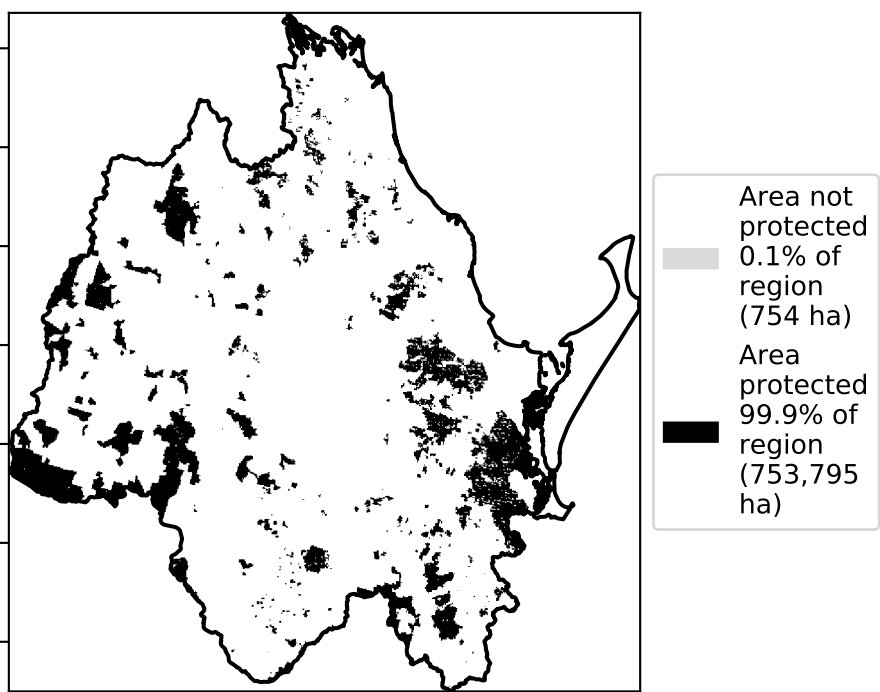 Area not
protected
0.1% of
region
(754 ha)
Area
protected
99.9% of
region
(753,795
ha)